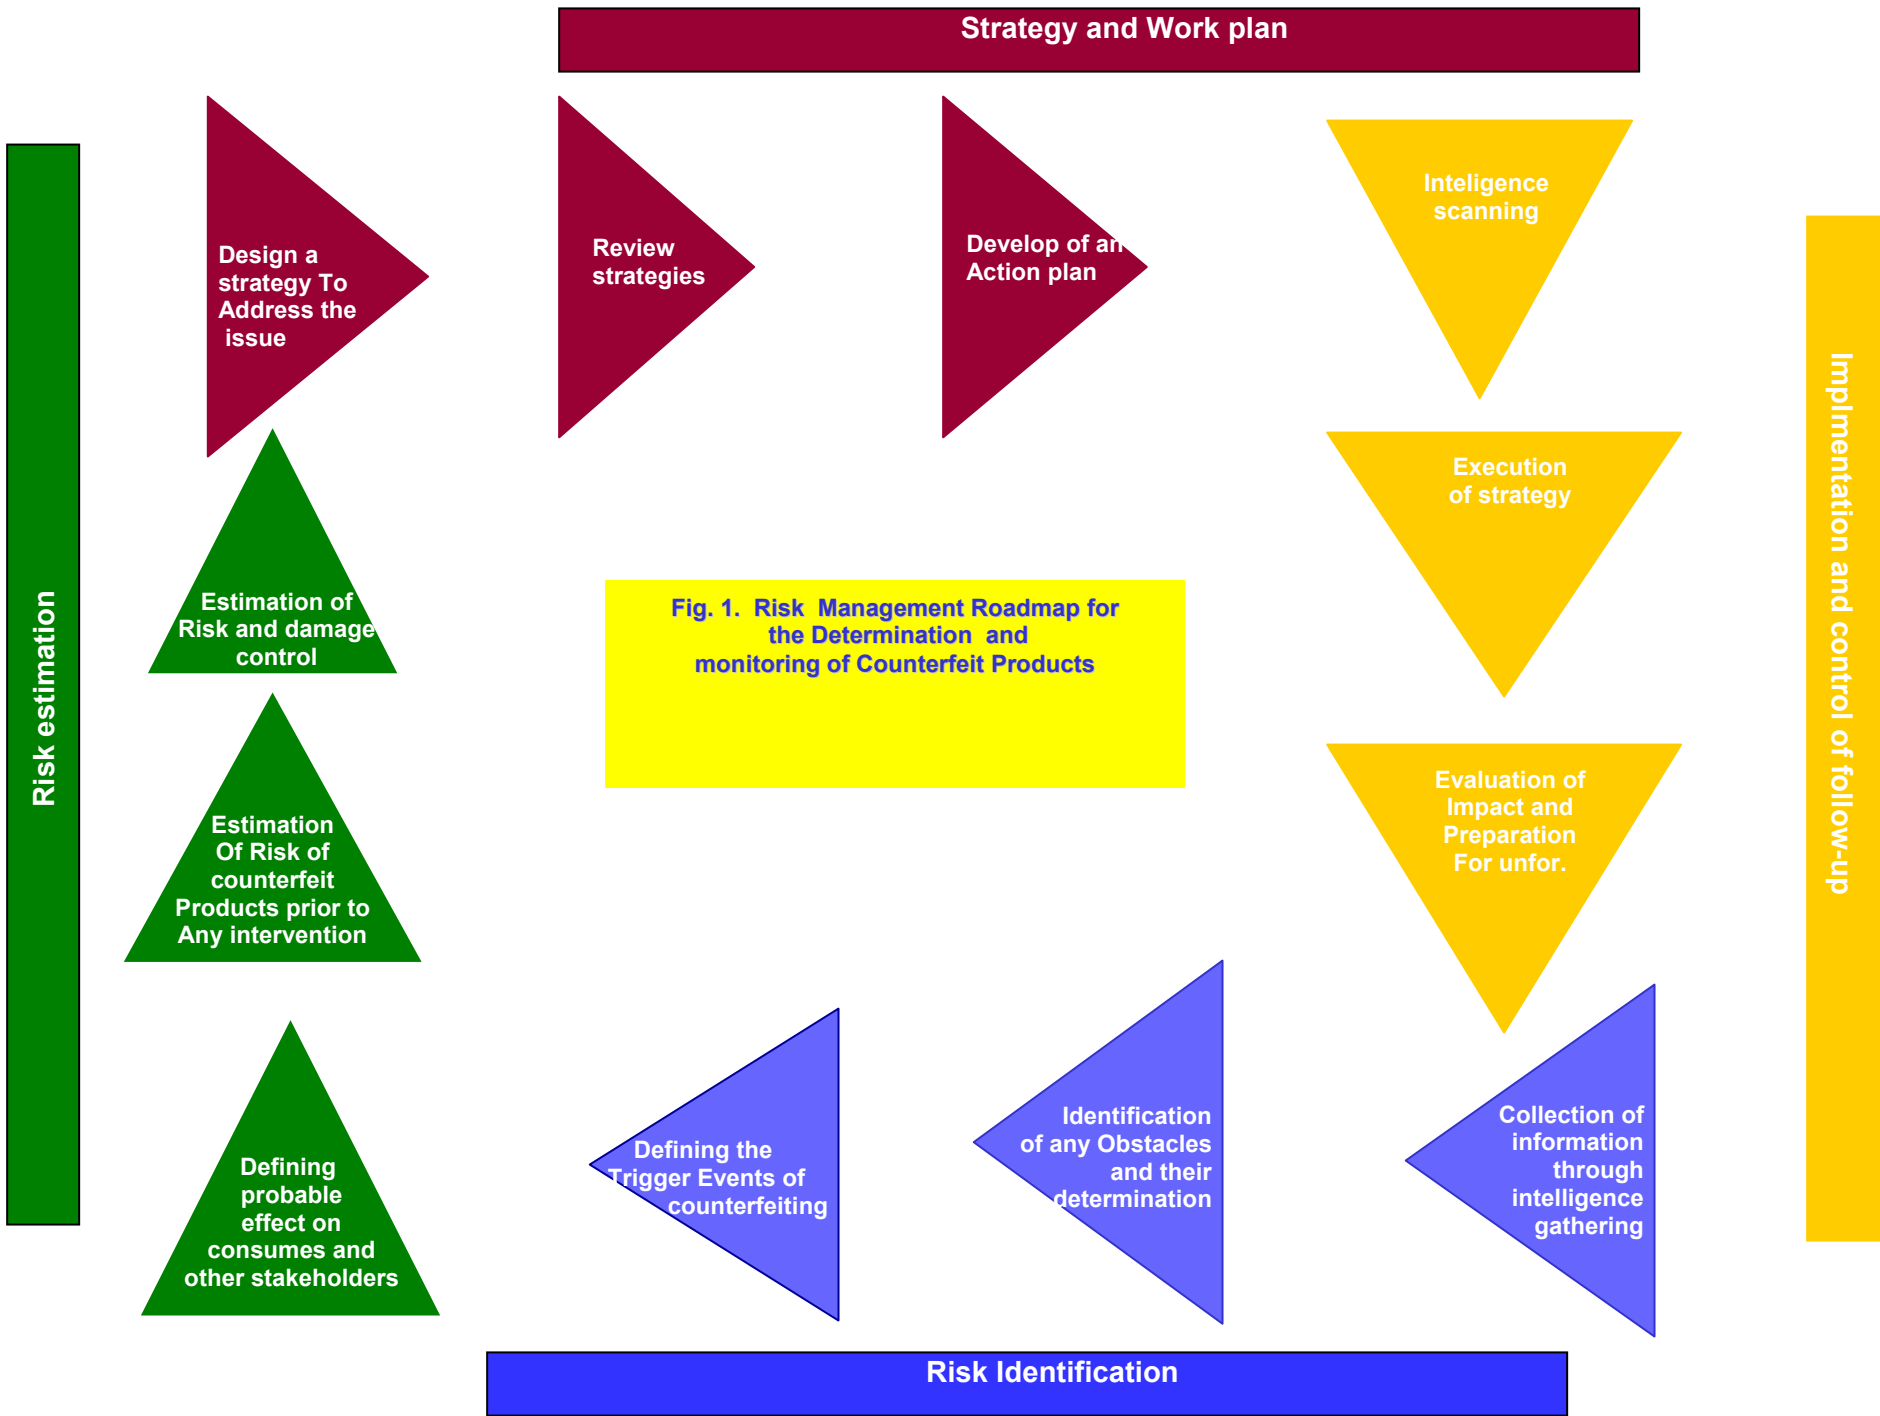 Strategy and Work plan
Design a
strategy To
Address the
issue
Review
strategies
Develop of an
Action plan
Inteligence
scanning
Execution
of strategy
Evaluation of
Impact and
Preparation
For unfor.
Implmentation and control of follow-up
Risk estimation
Estimation of
Risk and damage
control
Estimation
Of Risk of
counterfeit
Products prior to
Any intervention
Defining
probable
effect on
consumes and
other stakeholders
Fig. 1. Risk Management Roadmap for
the Determination and
monitoring of Counterfeit Products
Defining the
Trigger Events of
counterfeiting
Identification
of any Obstacles
and their
determination
Collection of
information
through
intelligence
gathering
Risk Identification